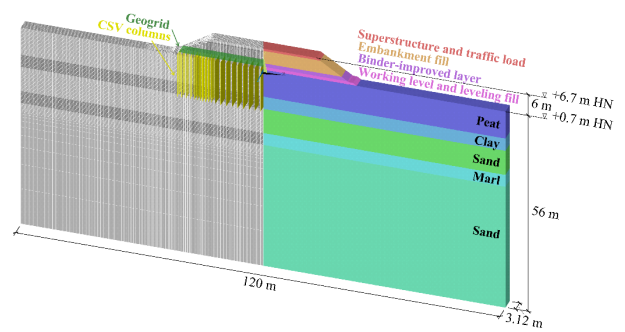 Geogrid
CSV columns
Superstructure and traffic load
Embankment fill
Binder-improved layer
Working level and leveling fill
+6.7 m HN
6 m
+0.7 m HN
Peat
Clay
Sand
Marl
Sand
56 m
120 m
3.12 m